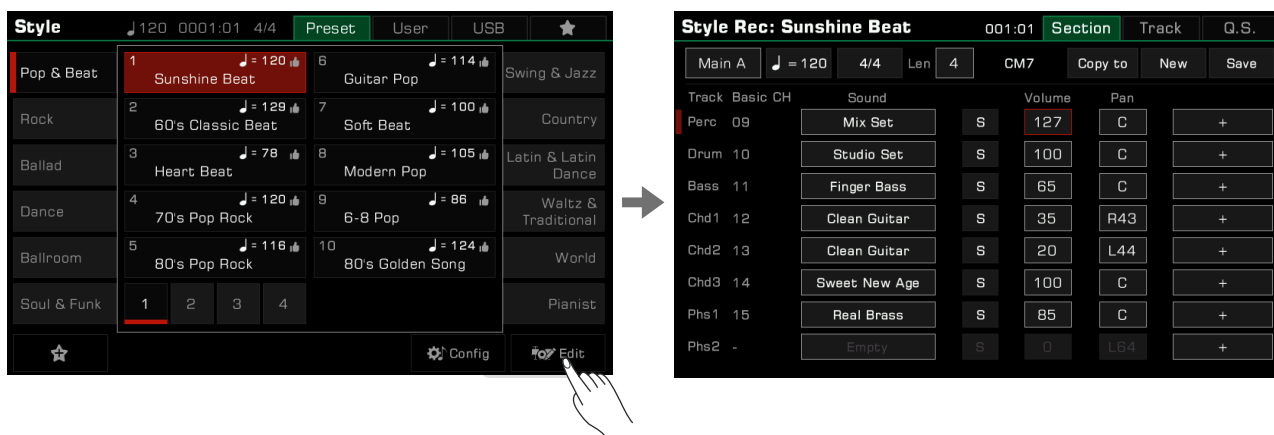 Style ♩120 0001:01 4/4 Preset User USB
Pop & Beat
Rock
Ballad
Dance
Ballroom
Soul & Funk
1 ♩= 120
Sunshine Beat
2 ♩= 129
60's Classic Beat
3 ♩= 78
Heart Beat
4 ♩= 120
70's Pop Rock
5 ♩= 116
80's Pop Rock
6 ♩= 114
Guitar Pop
7 ♩= 100
Soft Beat
8 ♩= 105
Modern Pop
9 ♩= 86
6-8 Pop
10 ♩= 124
80's Golden Song
1 2 3 4
Swing & Jazz
Country
Latin & Latin
Dance
Waltz &
Traditional
World
Pianist
Config Edit
Style Rec: Sunshine Beat 001:01 Section Track Q.S.
Main A ♩=120 4/4 Len 4 CM7 Copy to New Save
Track Basic CH Sound Volume Pan
Perc 09 Mix Set S 127 C +
Drum 10 Studio Set S 100 C +
Bass 11 Finger Bass S 65 C +
Chd1 12 Clean Guitar S 35 R43 +
Chd2 13 Clean Guitar S 20 L44 +
Chd3 14 Sweet New Age S 100 C +
Phs1 15 Real Brass S 85 C +
Phs2 - Empty S 0 L64 +